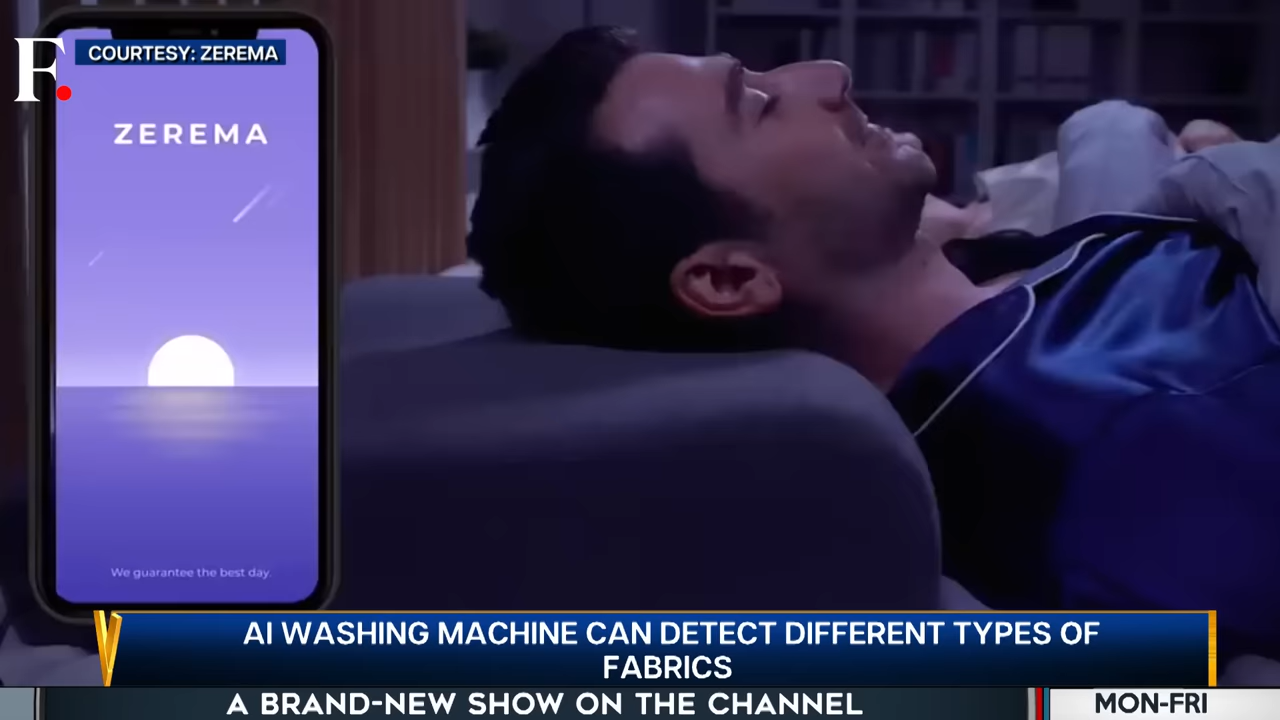 F.
COURTESY: ZEREMA
ZEREMA
We guarantee the best day.
AI WASHING MACHINE CAN DETECT DIFFERENT TYPES OF
FABRICS
A BRAND-NEW SHOW ON THE CHANNEL
MON-FRI